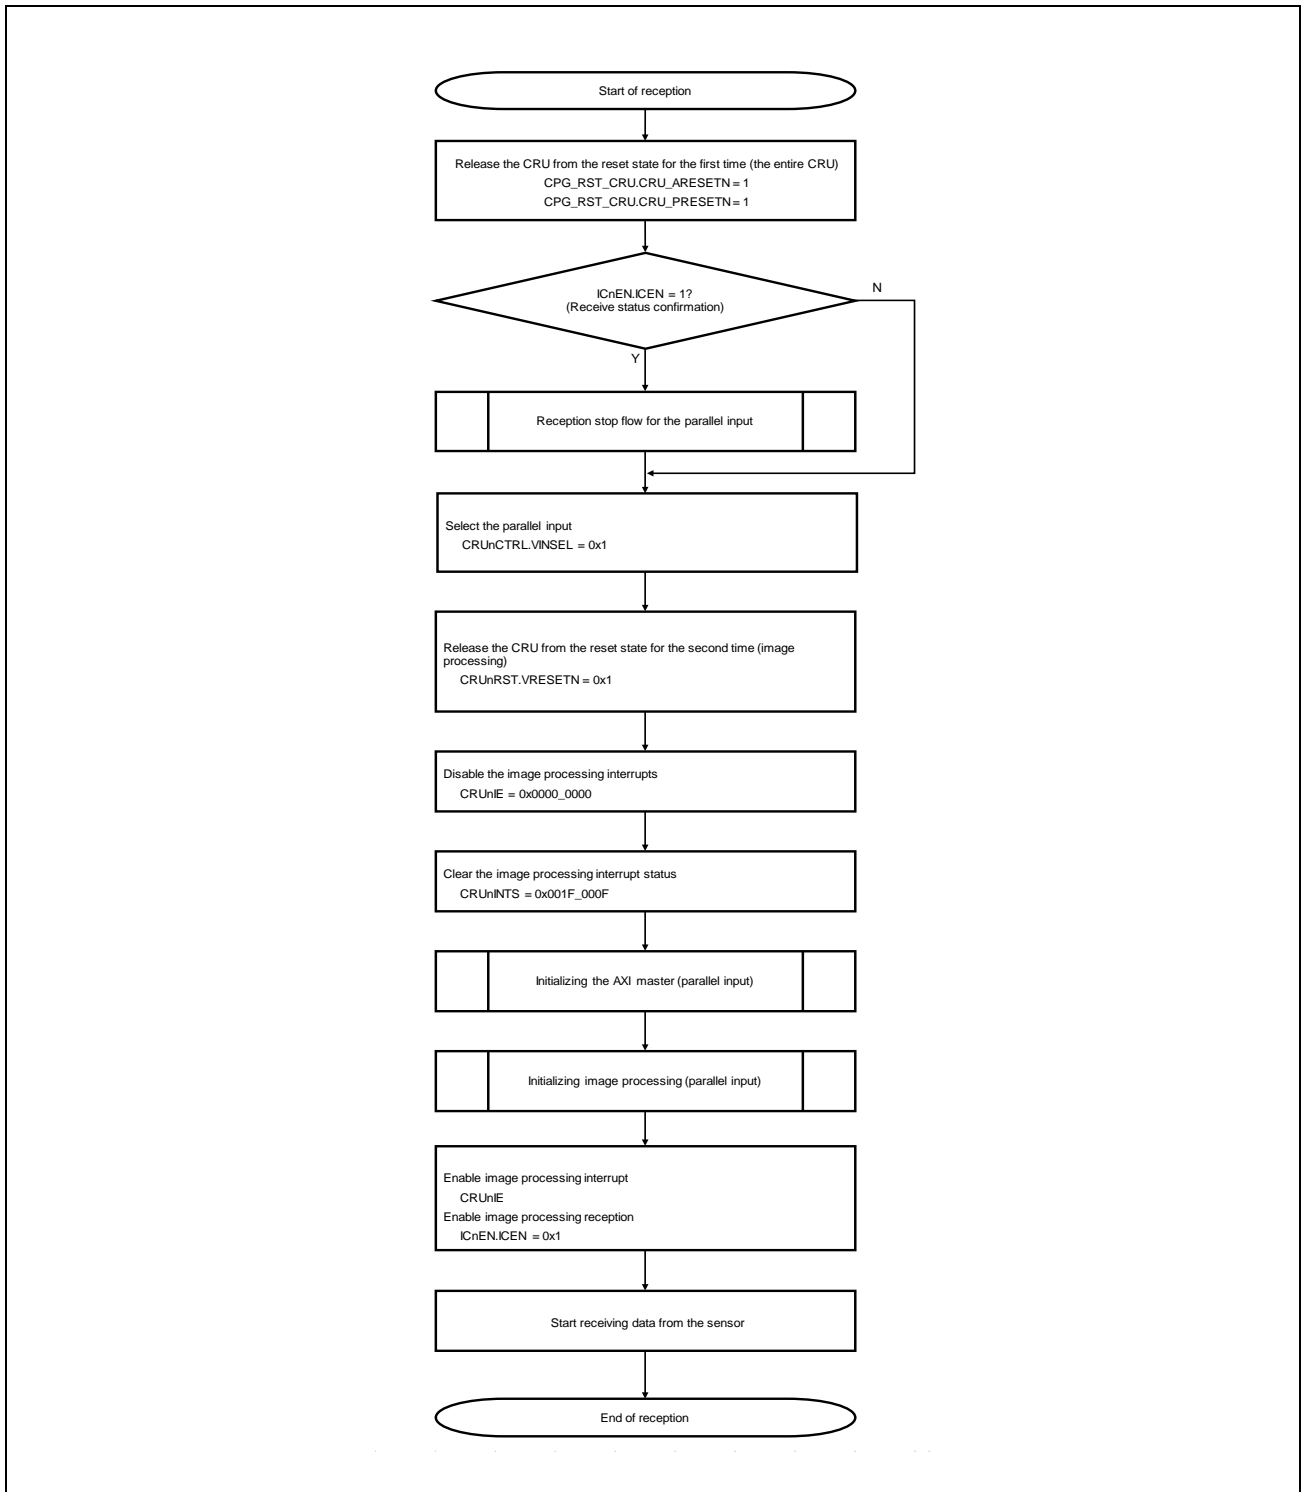 Start of reception
Release the CRU from the reset state for the first time (the entire CRU)
CPG_RST_CRU.CRU_ARESETN = 1
CPG_RST_CRU.CRU_PRESETN = 1
ICnEN.ICEN = 1?
(Receive status confirmation)
N
Y
Reception stop flow for the parallel input
Select the parallel input
CRUnCTRL.VINSEL = 0x1
Release the CRU from the reset state for the second time (image
processing)
CRUnRST.VRESETN = 0x1
Disable the image processing interrupts
CRUnIE = 0x0000_0000
Clear the image processing interrupt status
CRUnINTS = 0x001F_000F
Initializing the AXI master (parallel input)
Initializing image processing (parallel input)
Enable image processing interrupt
CRUnIE
Enable image processing reception
ICnEN.ICEN = 0x1
Start receiving data from the sensor
End of reception